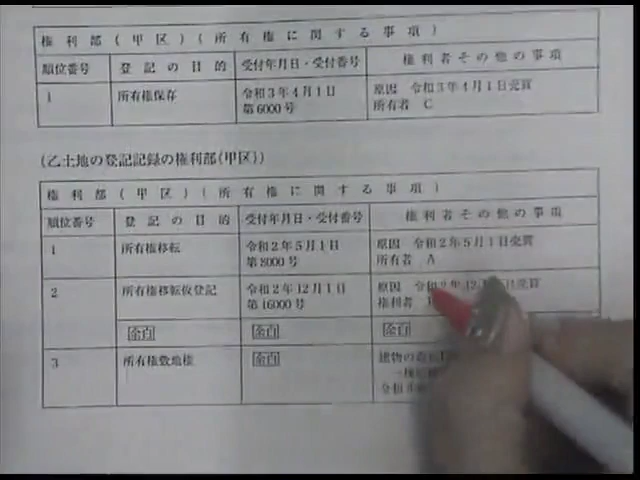 権利部(甲区)(所有権に関する事項)
順位番号 登記の目的 受付年月日・受付番号 権利者その他の事項
1 所有権保存 令和3年4月1日 原因 令和3年4月1日売買
第6000号 所有者 C
(乙土地の登記記録の権利部(甲区))
権利部(甲区)(所有権に関する事項)
順位番号 登記の目的 受付年月日・受付番号 権利者その他の事項
1 所有権移転 令和2年5月1日 原因 令和2年5月1日売買
第8000号 所有者 A
2 所有権移転仮登記 令和2年12月1日 原因 令和2年12月 日売買
第16000号 権利者
余白 余白 余白
3 所有権敷地権 余白 建物の